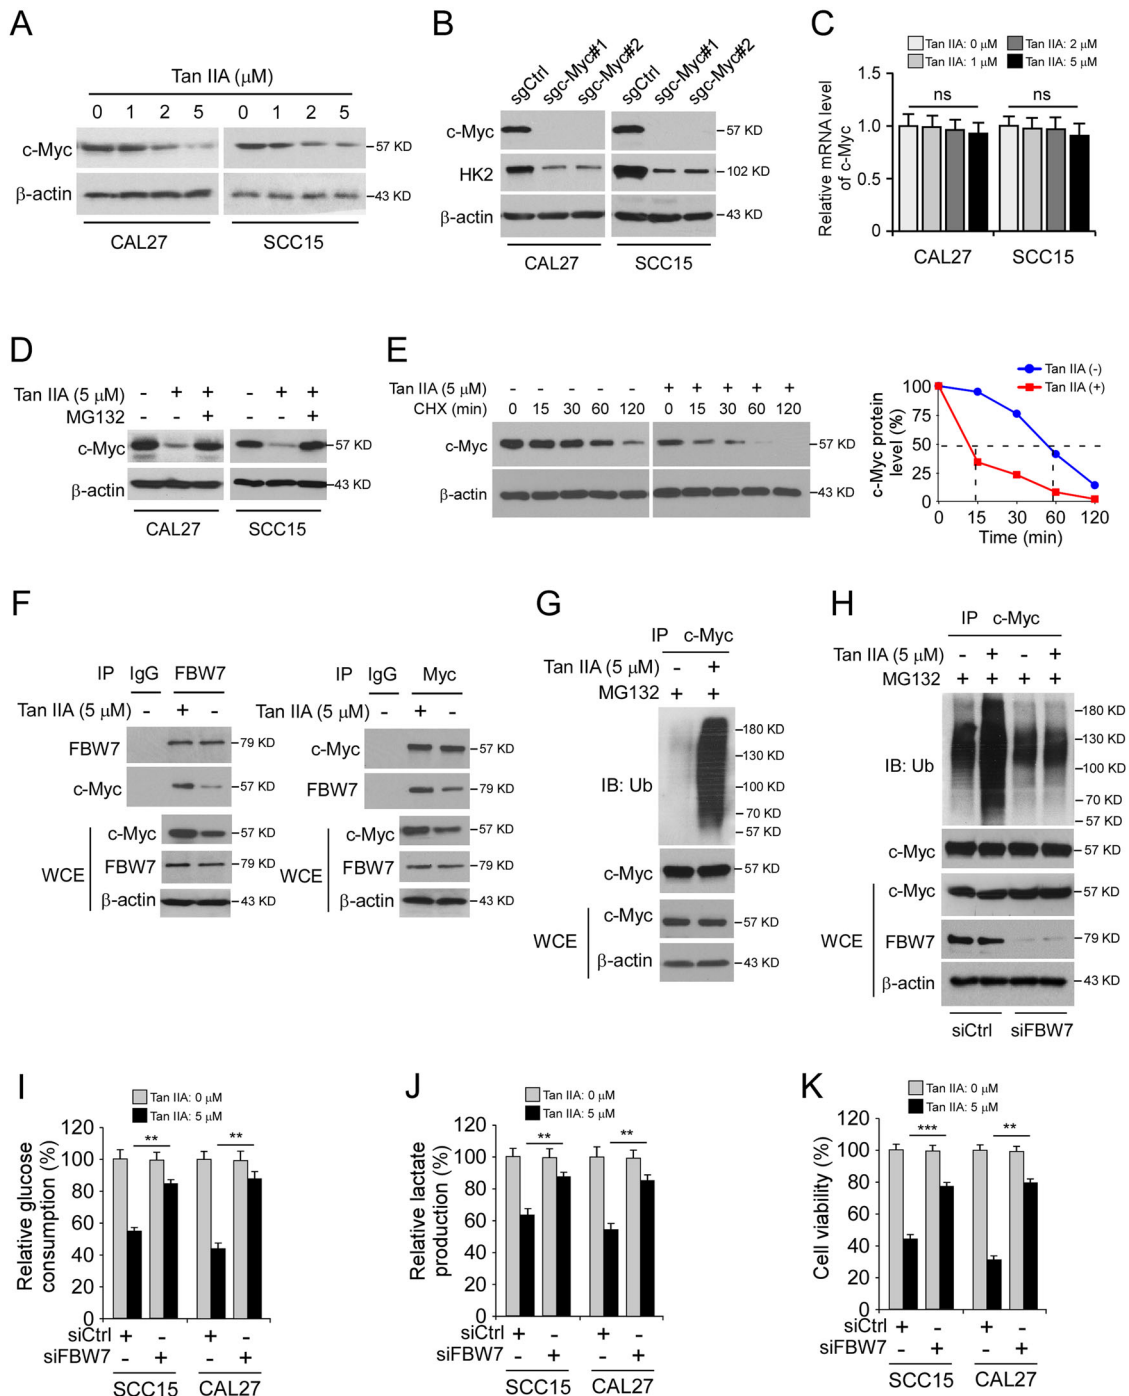 A
Tan IIA (μM)
0 1 2 5 0 1 2 5
c-Myc
57 KD
β-actin
43 KD
CAL27 SCC15
B
sgCtrl sgc-Myc#1 sgc-Myc#2 sgCtrl sgc-Myc#1 sgc-Myc#2
c-Myc
57 KD
HK2
102 KD
β-actin
43 KD
CAL27 SCC15
C
Tan IIA: 0 μM Tan IIA: 2 μM
Tan IIA: 1 μM Tan IIA: 5 μM
Relative mRNA level
of c-Myc
1.5
1.0
0.5
0
ns ns
CAL27 SCC15
D
Tan IIA (5 μM) - + + - + +
MG132 - - + - - +
c-Myc
57 KD
β-actin
43 KD
CAL27 SCC15
E
Tan IIA (5 μM) - - - - - + + + + +
CHX (min) 0 15 30 60 120 0 15 30 60 120
c-Myc
57 KD
β-actin
43 KD
Tan IIA (-)
Tan IIA (+)
c-Myc protein
level (%)
100
75
50
25
0
0 15 30 60 120
Time (min)
F
IP IgG FBW7
Tan IIA (5 μM) - + -
FBW7 79 KD
c-Myc 57 KD
WCE
c-Myc 57 KD
FBW7 79 KD
β-actin 43 KD
IP IgG Myc
Tan IIA (5 μM) - + -
c-Myc 57 KD
FBW7 79 KD
WCE
c-Myc 57 KD
FBW7 79 KD
β-actin 43 KD
G
IP c-Myc
Tan IIA (5 μM) - +
MG132 + +
IB: Ub
180 KD
130 KD
100 KD
70 KD
57 KD
c-Myc 57 KD
WCE
c-Myc 57 KD
β-actin 43 KD
H
IP c-Myc
Tan IIA (5 μM) - + - +
MG132 + + + +
IB: Ub
180 KD
130 KD
100 KD
70 KD
57 KD
c-Myc 57 KD
WCE
c-Myc 57 KD
FBW7 79 KD
β-actin 43 KD
siCtrl siFBW7
I
Tan IIA: 0 μM
Tan IIA: 5 μM
Relative glucose
consumption (%)
120
100
80
60
40
20
0
** **
siCtrl + - + -
siFBW7 - + - +
SCC15 CAL27
J
Tan IIA: 0 μM
Tan IIA: 5 μM
Relative lactate
production (%)
120
100
80
60
40
20
0
** **
siCtrl + - + -
siFBW7 - + - +
SCC15 CAL27
K
Tan IIA: 0 μM
Tan IIA: 5 μM
Cell viability (%)
120
100
80
60
40
20
0
*** **
siCtrl + - + -
siFBW7 - + - +
SCC15 CAL27